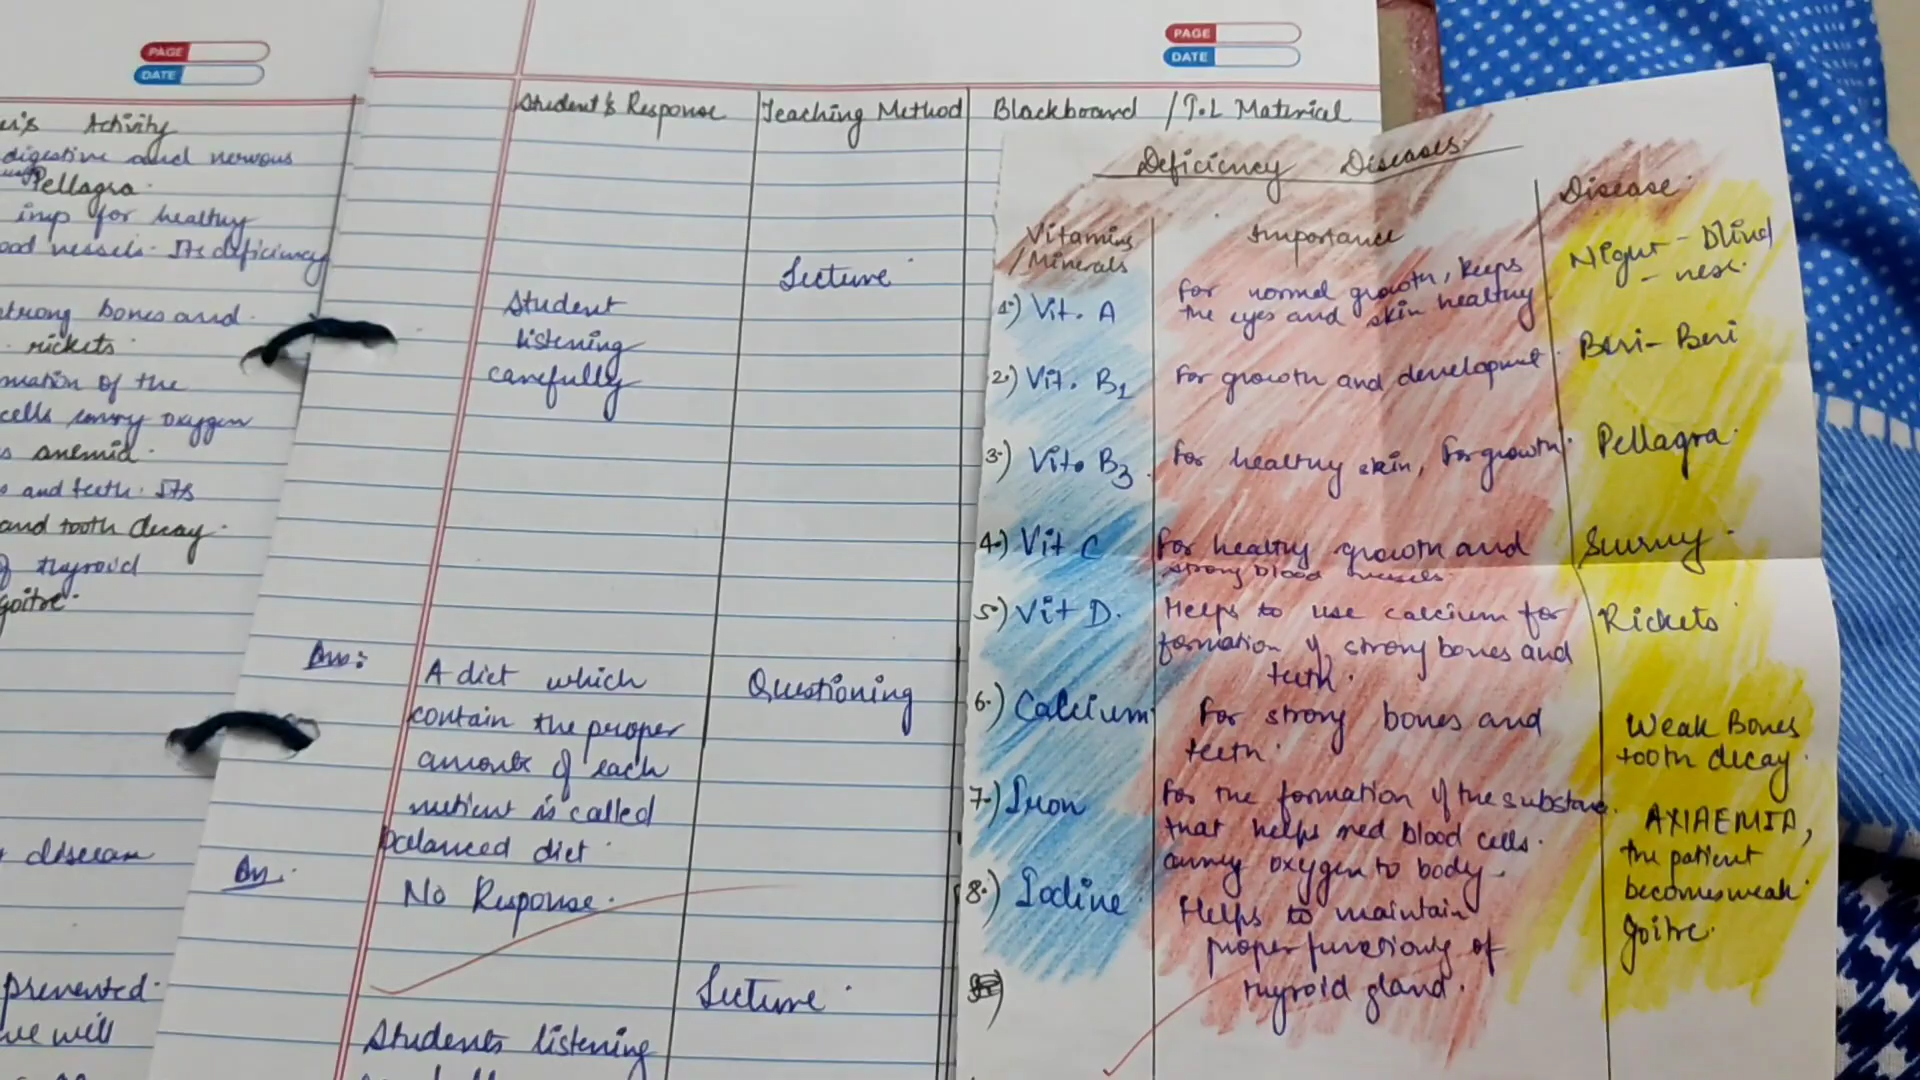 PAGE
DATE
Activity
digestive and nervous
Pellagra.
imp for healthy
vessels. Its deficiency
strong bones and
rickets.
of the
cells carry oxygen
anemia.
and teeth. Its
and tooth decay.
thyroid
goitre.
disease
prevented.
we will
PAGE
DATE
Student's Response
Teaching Method
Blackboard / T.L Material
Student
listening
carefully
Lecture
Ans:
A diet which
contain the proper
amount of each
nutrient is called
balanced diet.
Questioning
An.
No Response.
Lecture
Students listening
Deficiency Diseases.
Vitamins
/Minerals
Importance
Disease
1.) Vit. A
For normal growth, keeps
the eyes and skin healthy
Night - Blind
- ness.
2.) Vit. B1
For growth and development.
Beri-Beri
3.) Vit. B3.
For healthy skin, For growth.
Pellagra.
4.) Vit C
For healthy growth and
strong blood vessels.
Scurvy.
5.) Vit D.
Helps to use calcium for
formation of strong bones and
teeth.
Rickets
6.) Calcium
For strong bones and
teeth.
Weak Bones
tooth decay.
7.) Iron
For the formation of the substance.
that helps red blood cells.
carry oxygen to body.
the patient
becomes weak.
8.) Iodine
Helps to maintain
proper functiong of
thyroid gland.
Goitre.